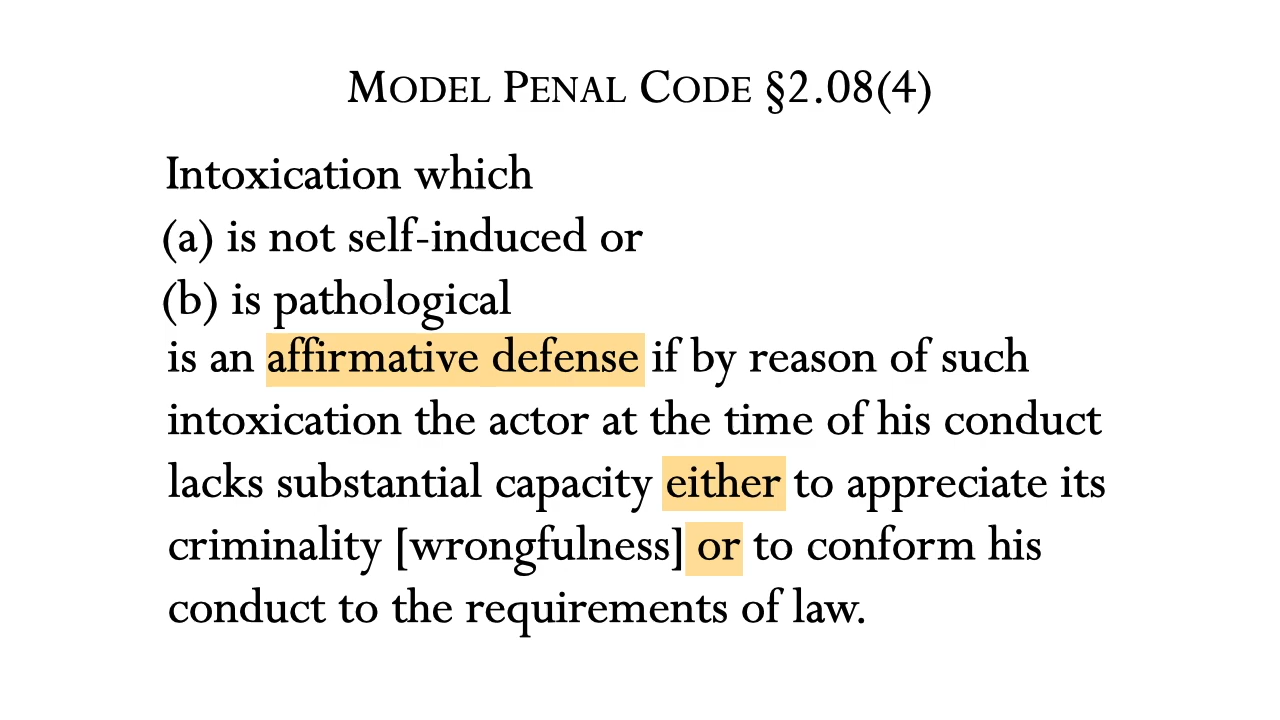 MODEL PENAL CODE §2.08(4)
Intoxication which
(a) is not self-induced or
(b) is pathological
is an affirmative defense if by reason of such
intoxication the actor at the time of his conduct
lacks substantial capacity either to appreciate its
criminality [wrongfulness] or to conform his
conduct to the requirements of law.